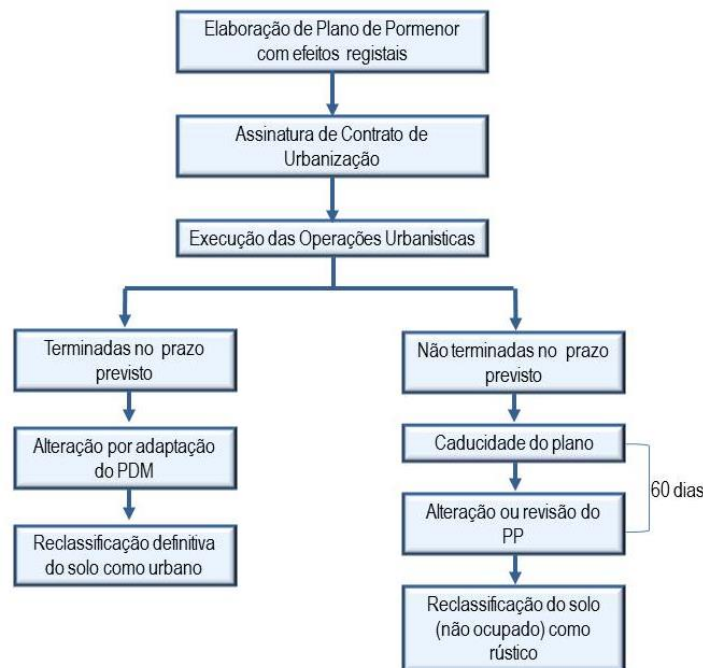 Elaboração de Plano de Pormenor
com efeitos registais
Assinatura de Contrato de
Urbanização
Execução das Operações Urbanísticas
Terminadas no prazo
previsto
Alteração por adaptação
do PDM
Reclassificação definitiva
do solo como urbano
Não terminadas no prazo
previsto
Caducidade do plano
60 dias
Alteração ou revisão do
PP
Reclassificação do solo
(não ocupado) como
rústico